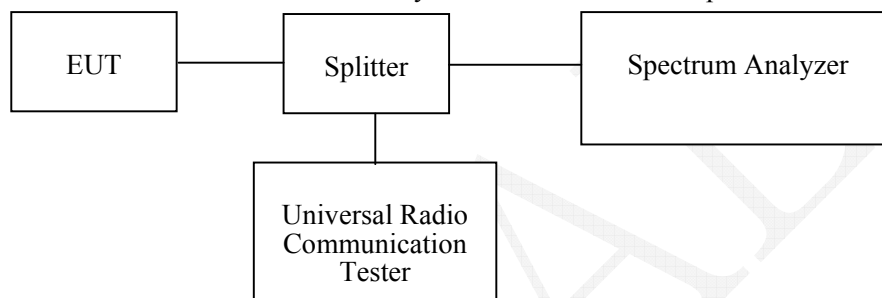 EUT
Splitter
Spectrum Analyzer
Universal Radio
Communication
Tester